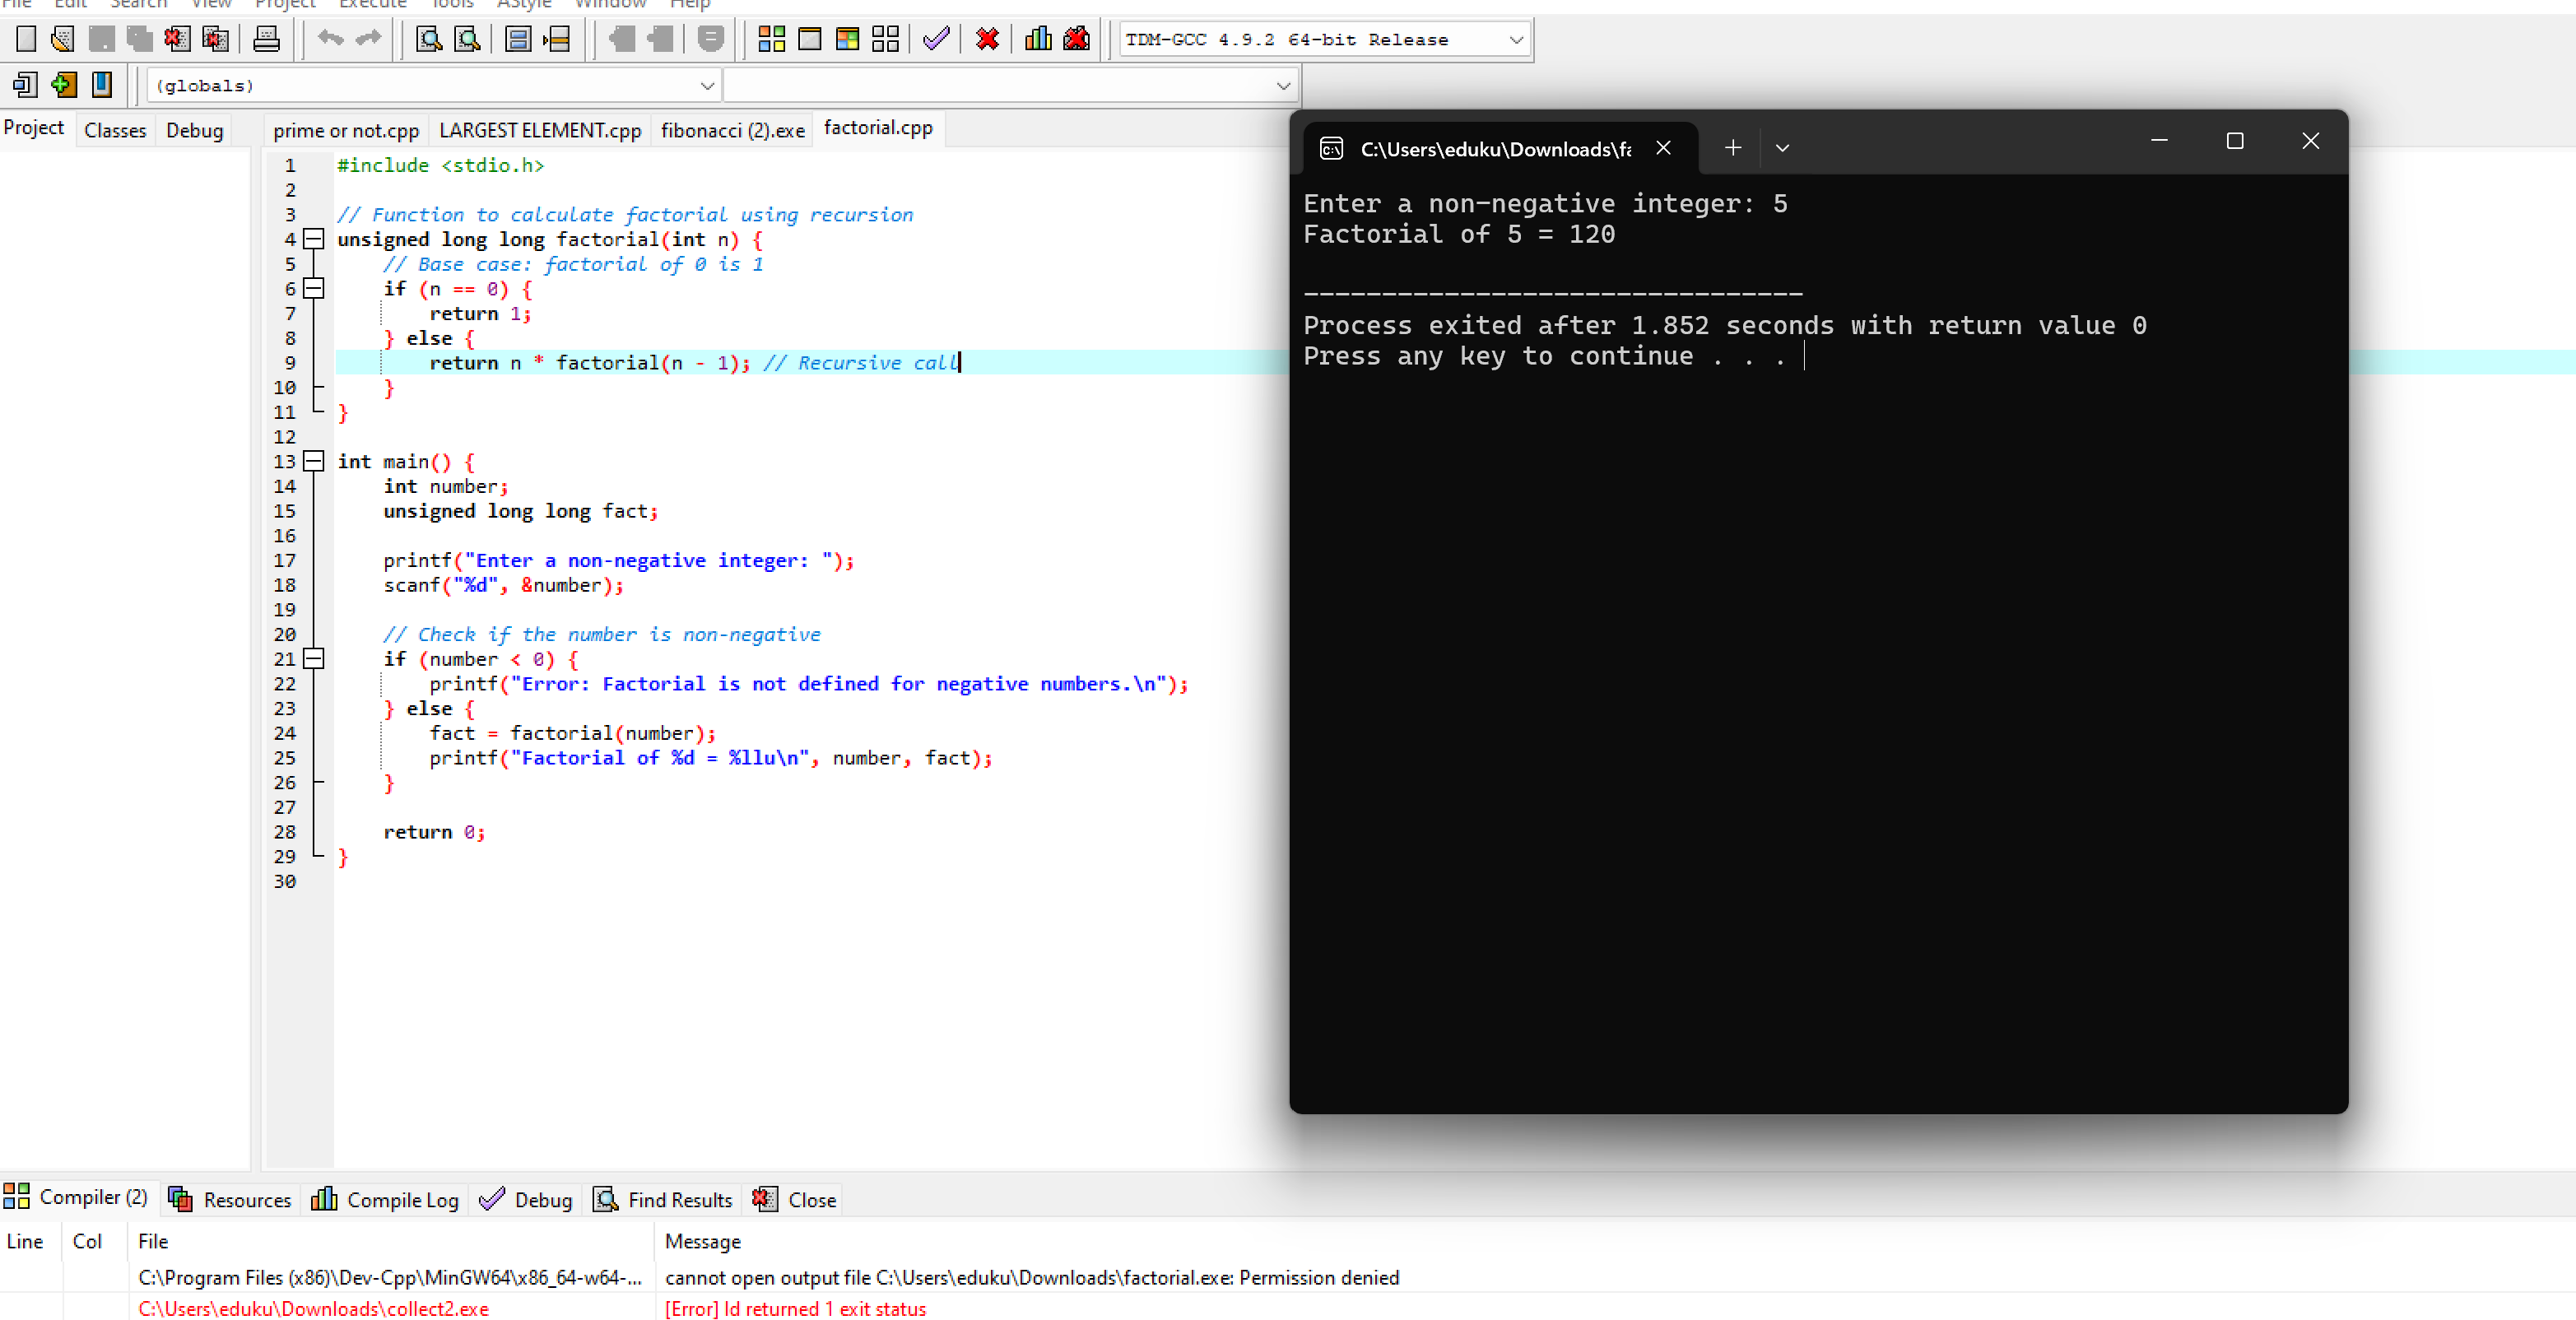 File Edit Search View Project Execute Tools AStyle Window Help
TDM-GCC 4.9.2 64-bit Release
(globals)
Project Classes Debug
prime or not.cpp LARGEST ELEMENT.cpp fibonacci (2).exe factorial.cpp
1 #include <stdio.h>
2
3 // Function to calculate factorial using recursion
4 unsigned long long factorial(int n) {
5 // Base case: factorial of 0 is 1
6 if (n == 0) {
7 return 1;
8 } else {
9 return n * factorial(n - 1); // Recursive call
10 }
11 }
12
13 int main() {
14 int number;
15 unsigned long long fact;
16
17 printf("Enter a non-negative integer: ");
18 scanf("%d", &number);
19
20 // Check if the number is non-negative
21 if (number < 0) {
22 printf("Error: Factorial is not defined for negative numbers.\n");
23 } else {
24 fact = factorial(number);
25 printf("Factorial of %d = %llu\n", number, fact);
26 }
27
28 return 0;
29 }
30
C:\Users\eduku\Downloads\fa
Enter a non-negative integer: 5
Factorial of 5 = 120
--------------------------------
Process exited after 1.852 seconds with return value 0
Press any key to continue . . .
Compiler (2) Resources Compile Log Debug Find Results Close
Line Col File Message
C:\Program Files (x86)\Dev-Cpp\MinGW64\x86_64-w64-... cannot open output file C:\Users\eduku\Downloads\factorial.exe: Permission denied
C:\Users\eduku\Downloads\collect2.exe [Error] ld returned 1 exit status